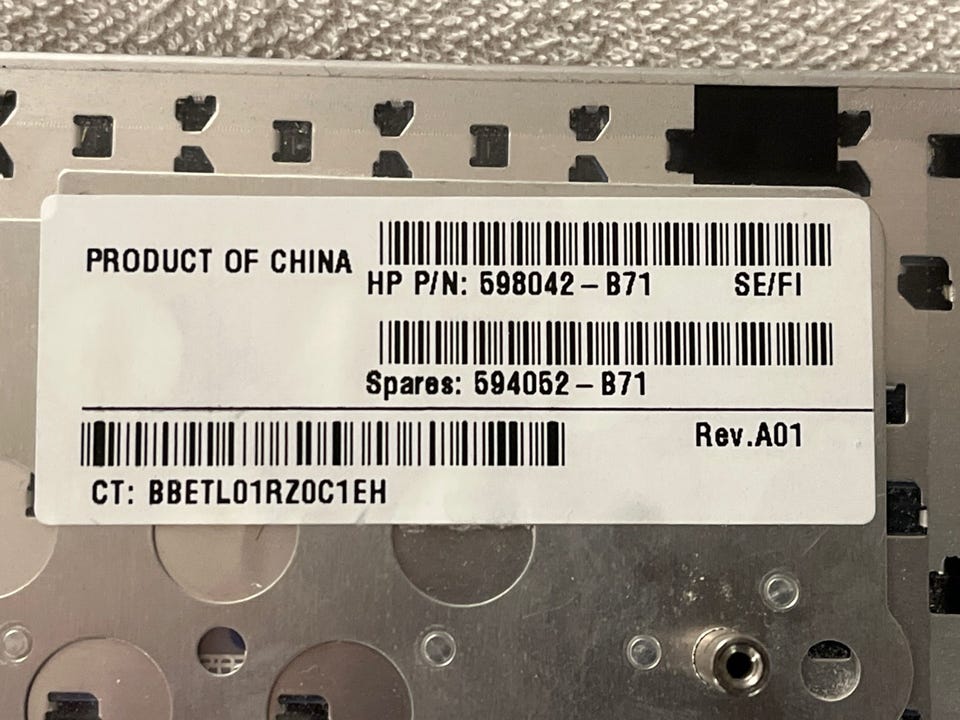 PRODUCT OF CHINA
HP P/N: 598042-B71 SE/FI
Spares: 594052-B71
Rev.A01
CT: BBETL01RZ0C1EH